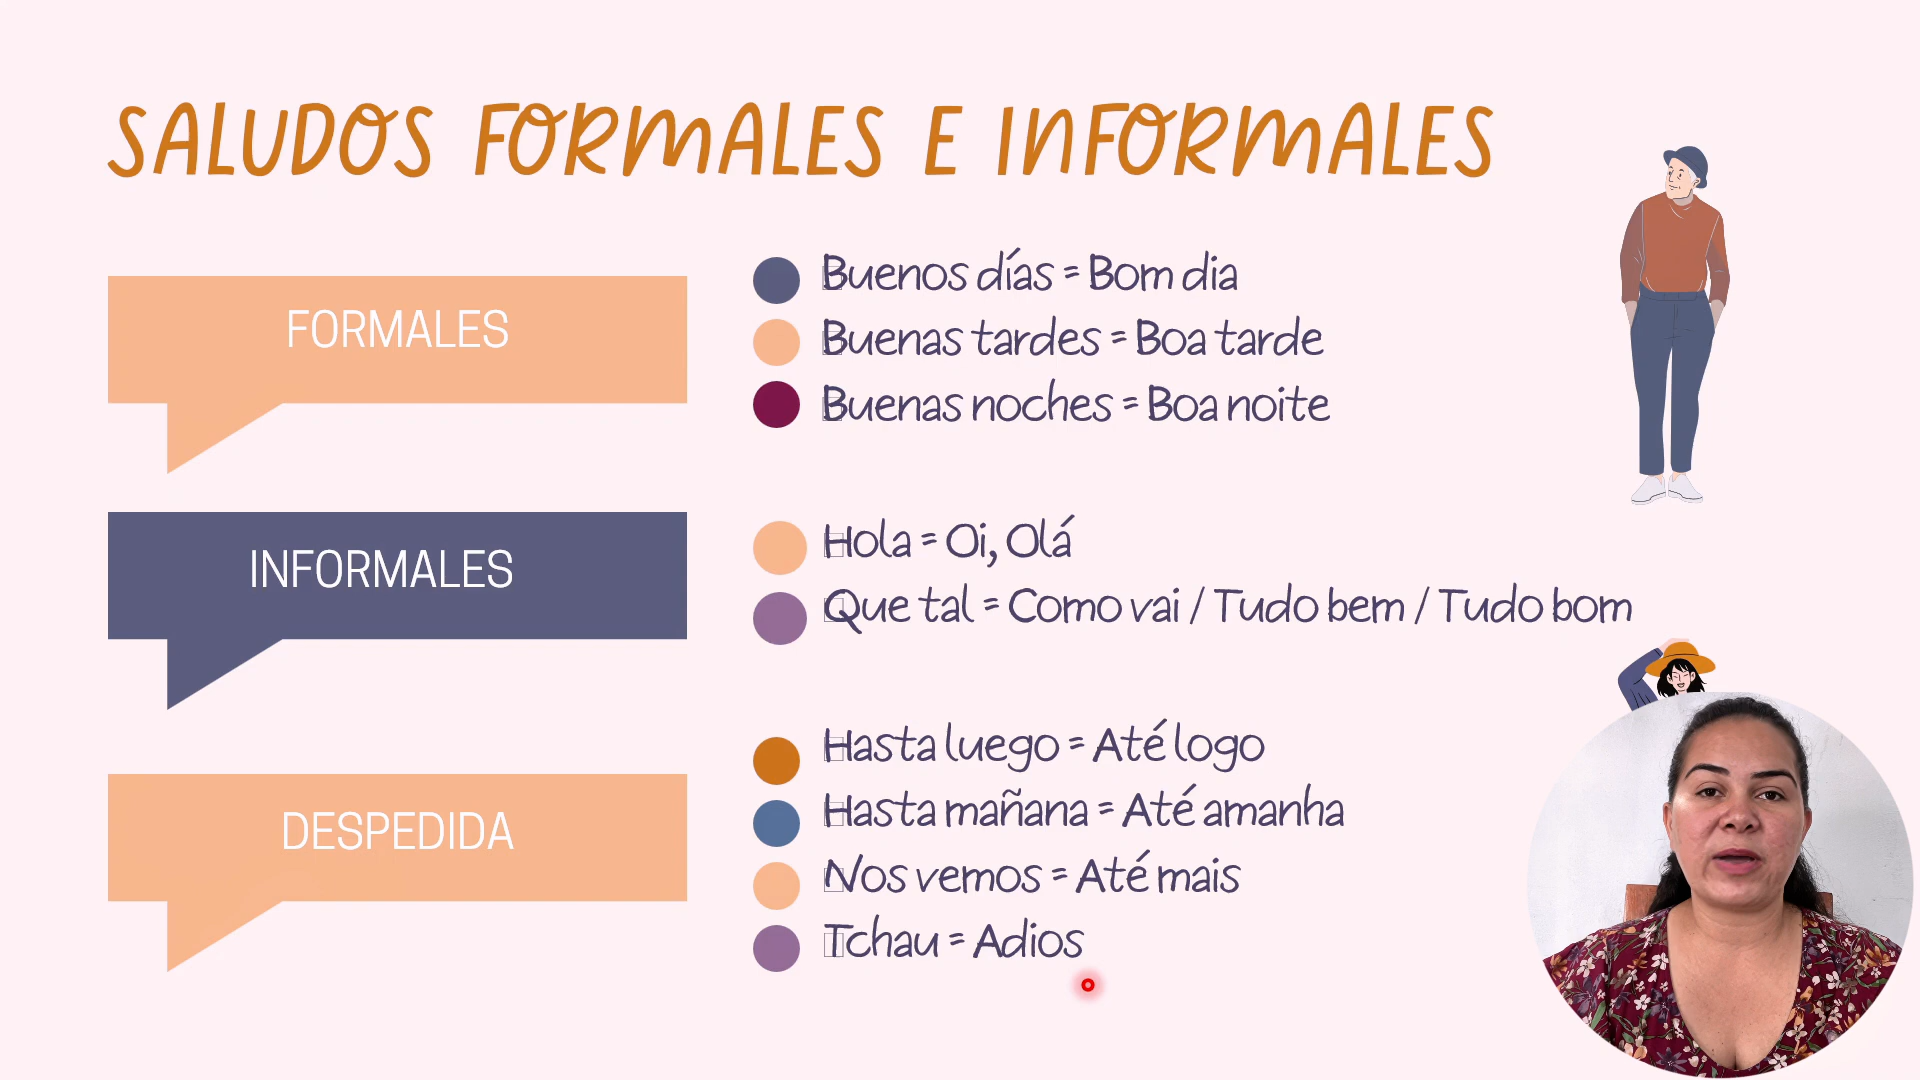 SALUDOS FORMALES E INFORMALES
FORMALES
Buenos días = Bom dia
Buenas tardes = Boa tarde
Buenas noches = Boa noite
INFORMALES
Hola = Oi, Olá
Que tal = Como vai / Tudo bem / Tudo bom
DESPEDIDA
Hasta luego = Até logo
Hasta mañana = Até amanha
Nos vemos = Até mais
Tchau = Adios